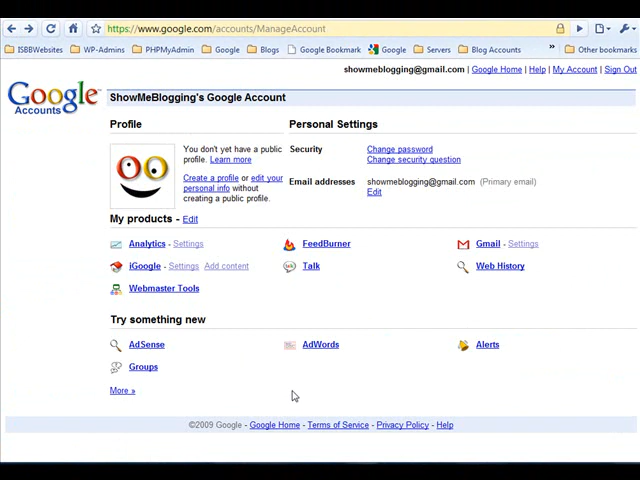 https://www.google.com/accounts/ManageAccount
ISBBWebsites WP-Admins PHPMyAdmin Google Blogs Google Bookmark Google Servers Blog Accounts » Other bookmarks
showmeblogging@gmail.com | Google Home | Help | My Account | Sign Out
Google
Accounts
ShowMeBlogging's Google Account
Profile
You don't yet have a public
profile. Learn more
Create a profile or edit your
personal info without
creating a public profile.
Personal Settings
Security Change password
Change security question
Email addresses showmeblogging@gmail.com (Primary email)
Edit
My products - Edit
Analytics - Settings FeedBurner Gmail - Settings
iGoogle - Settings Add content talk Talk Web History
Webmaster Tools
Try something new
AdSense AdWords Alerts
Groups
More »
©2009 Google - Google Home - Terms of Service - Privacy Policy - Help